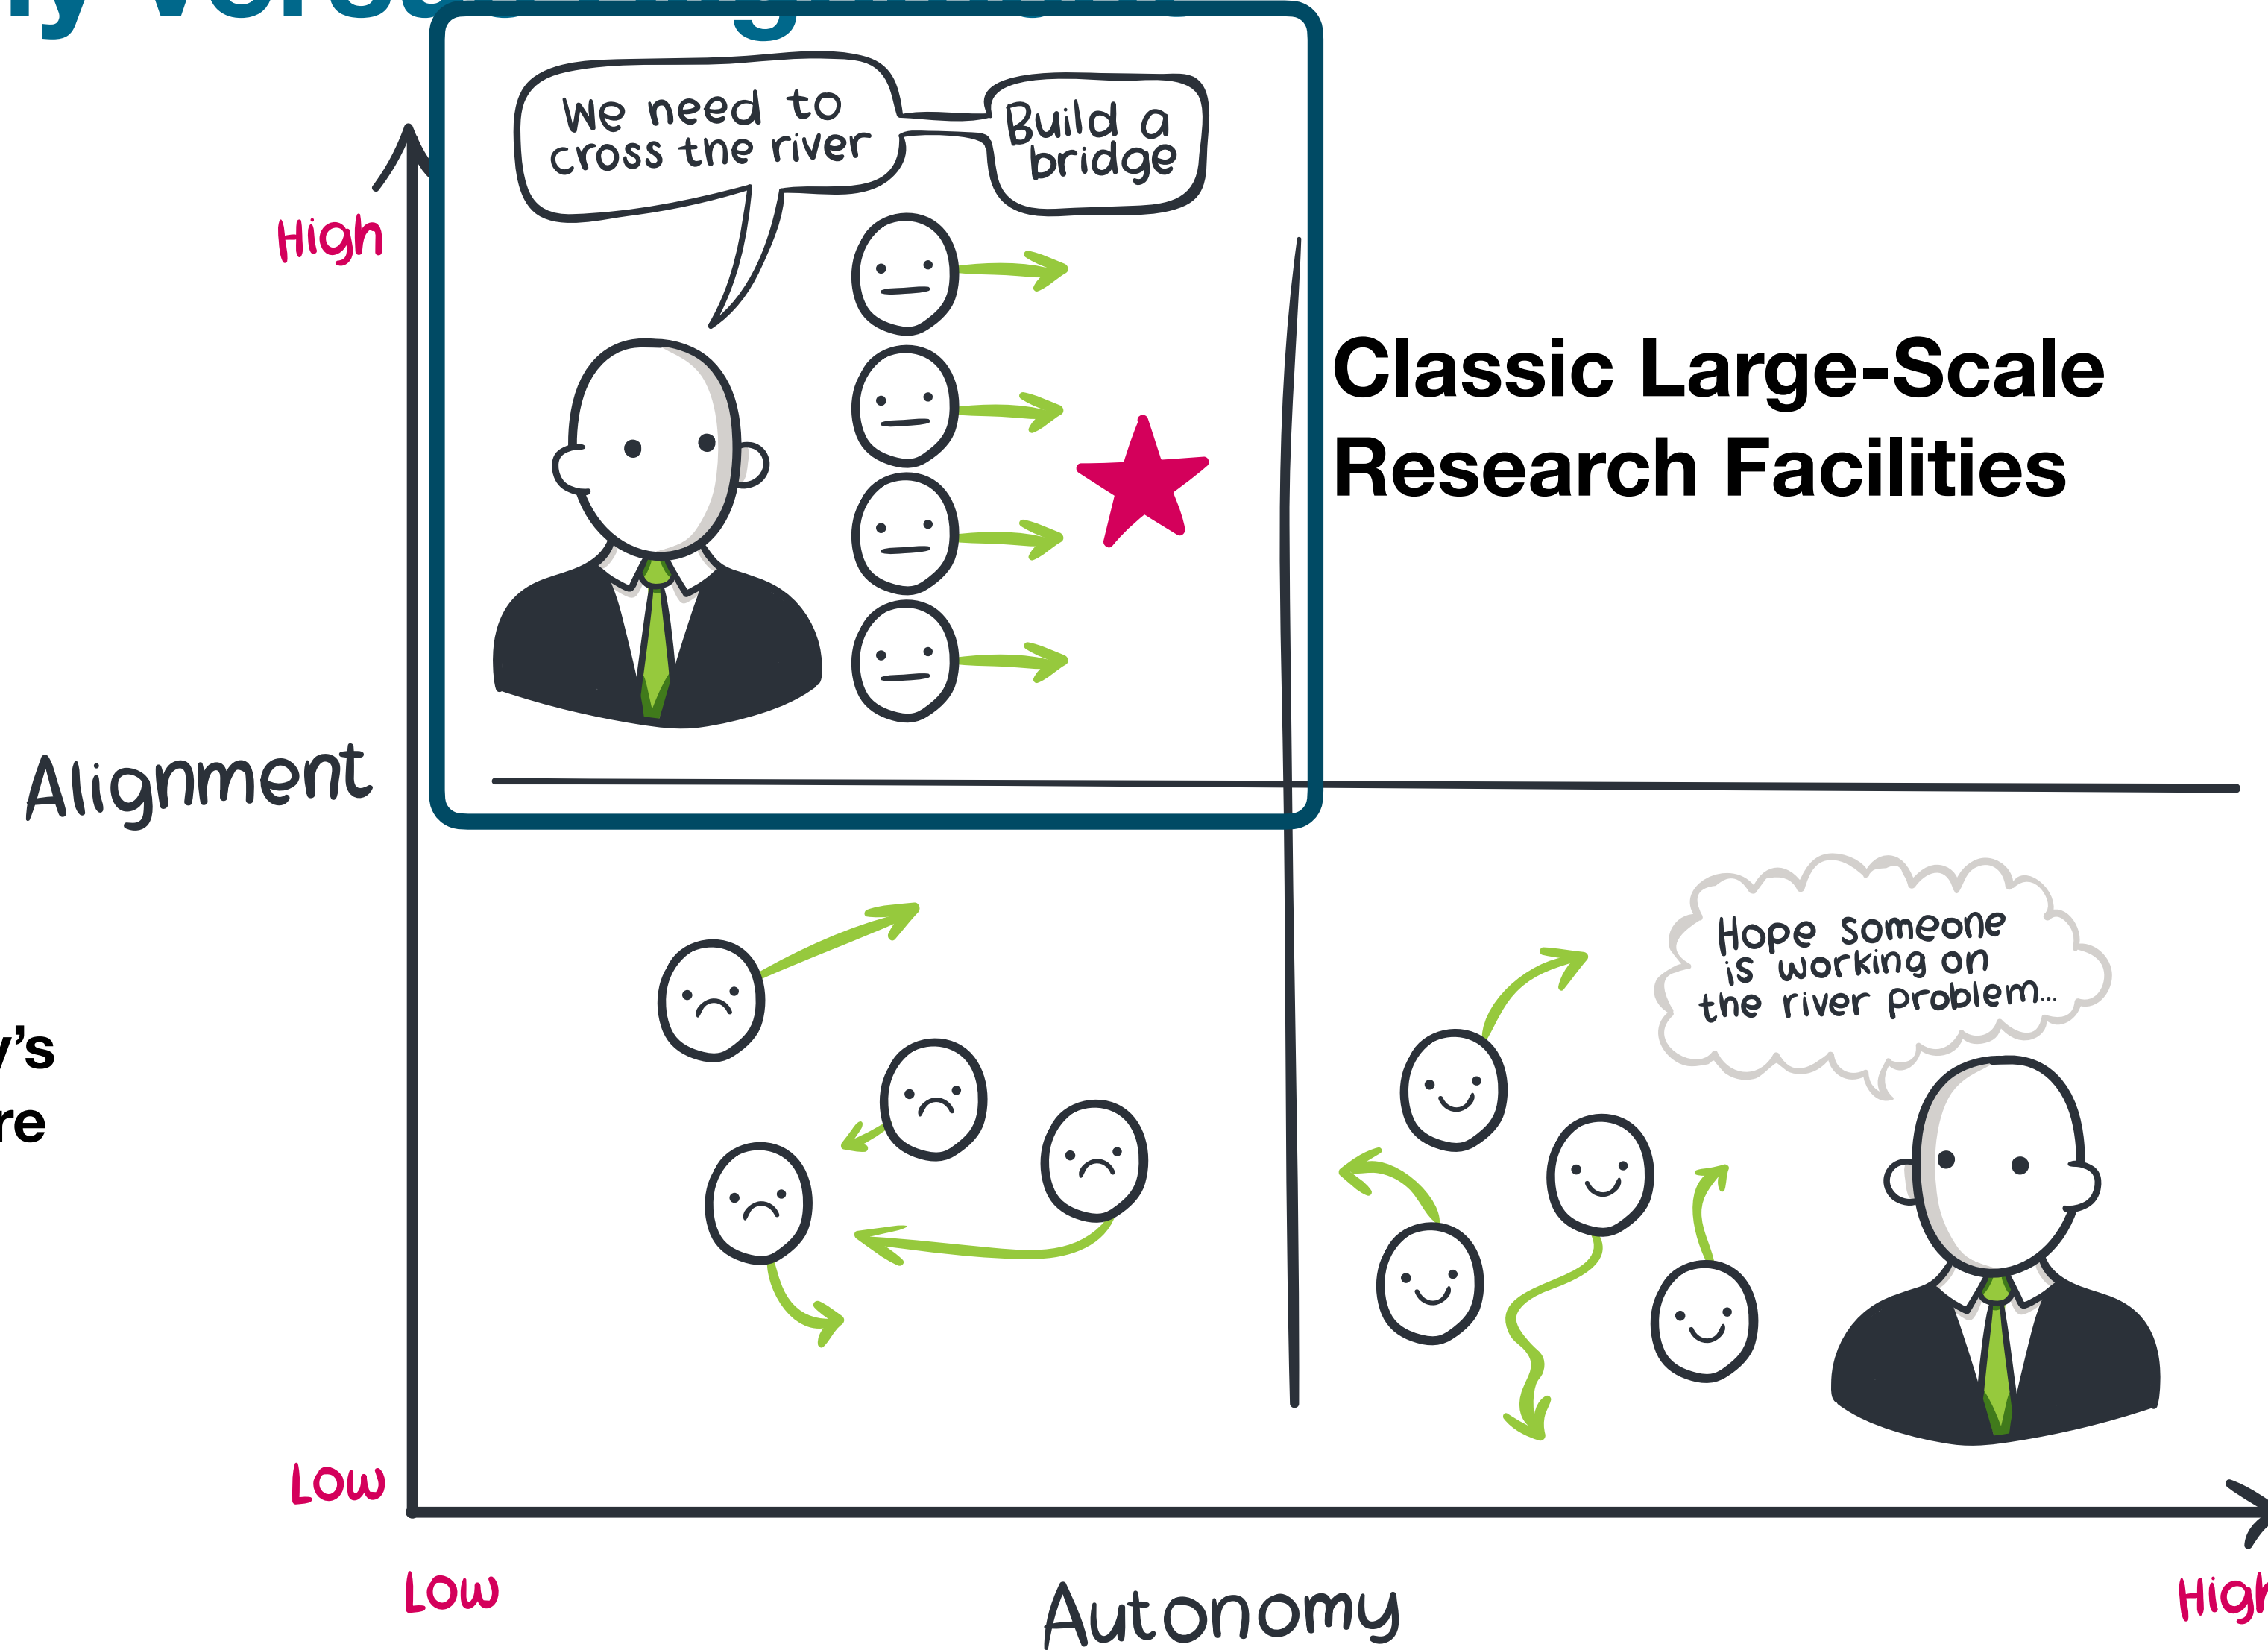 We need to
cross the river
Build a
bridge
High
Classic Large-Scale
Research Facilities
Alignment
Hope someone
is working on
the river problem...
Low
Low
Autonomy
High